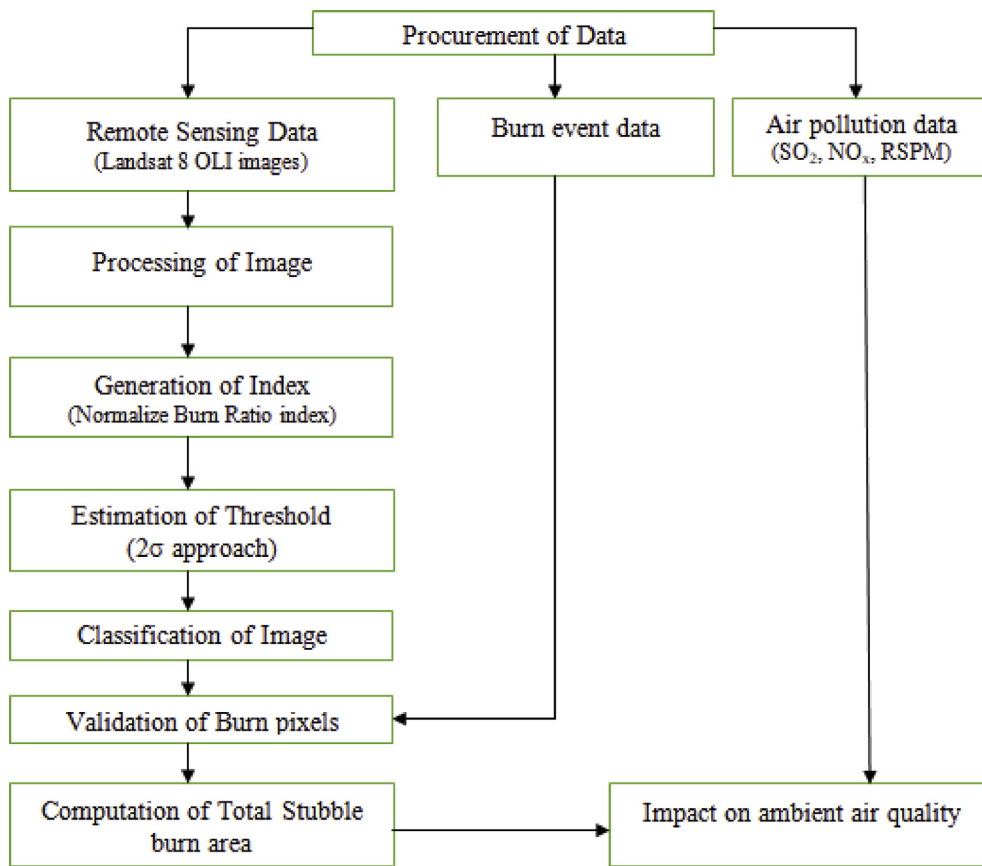 Procurement of Data
Remote Sensing Data
(Landsat 8 OLI images)
Burn event data
Air pollution data
(SO₂, NOₓ, RSPM)
Processing of Image
Generation of Index
(Normalize Burn Ratio index)
Estimation of Threshold
(2σ approach)
Classification of Image
Validation of Burn pixels
Computation of Total Stubble
burn area
Impact on ambient air quality